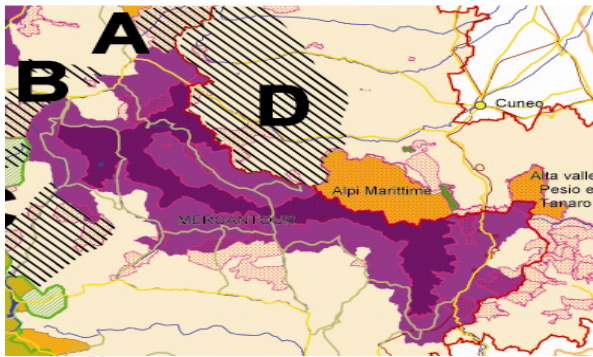 A
B
D
Cuneo
Alpi Marittime
Alta valle
Pesio e
Tanaro
MERCANTOUR